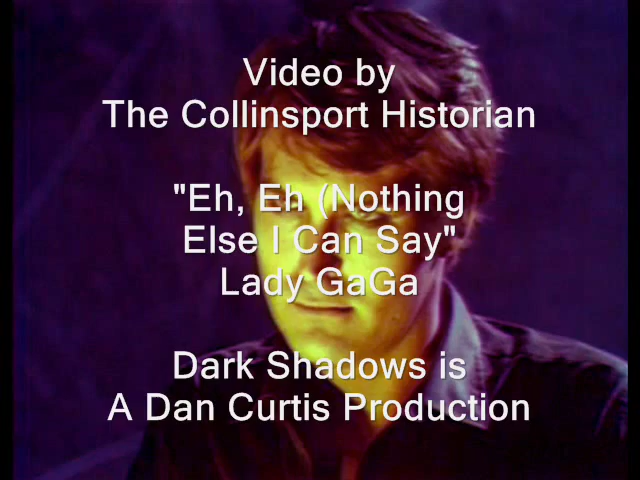 Video by
The Collinsport Historian
"Eh, Eh (Nothing
Else I Can Say"
Lady GaGa
Dark Shadows is
A Dan Curtis Production